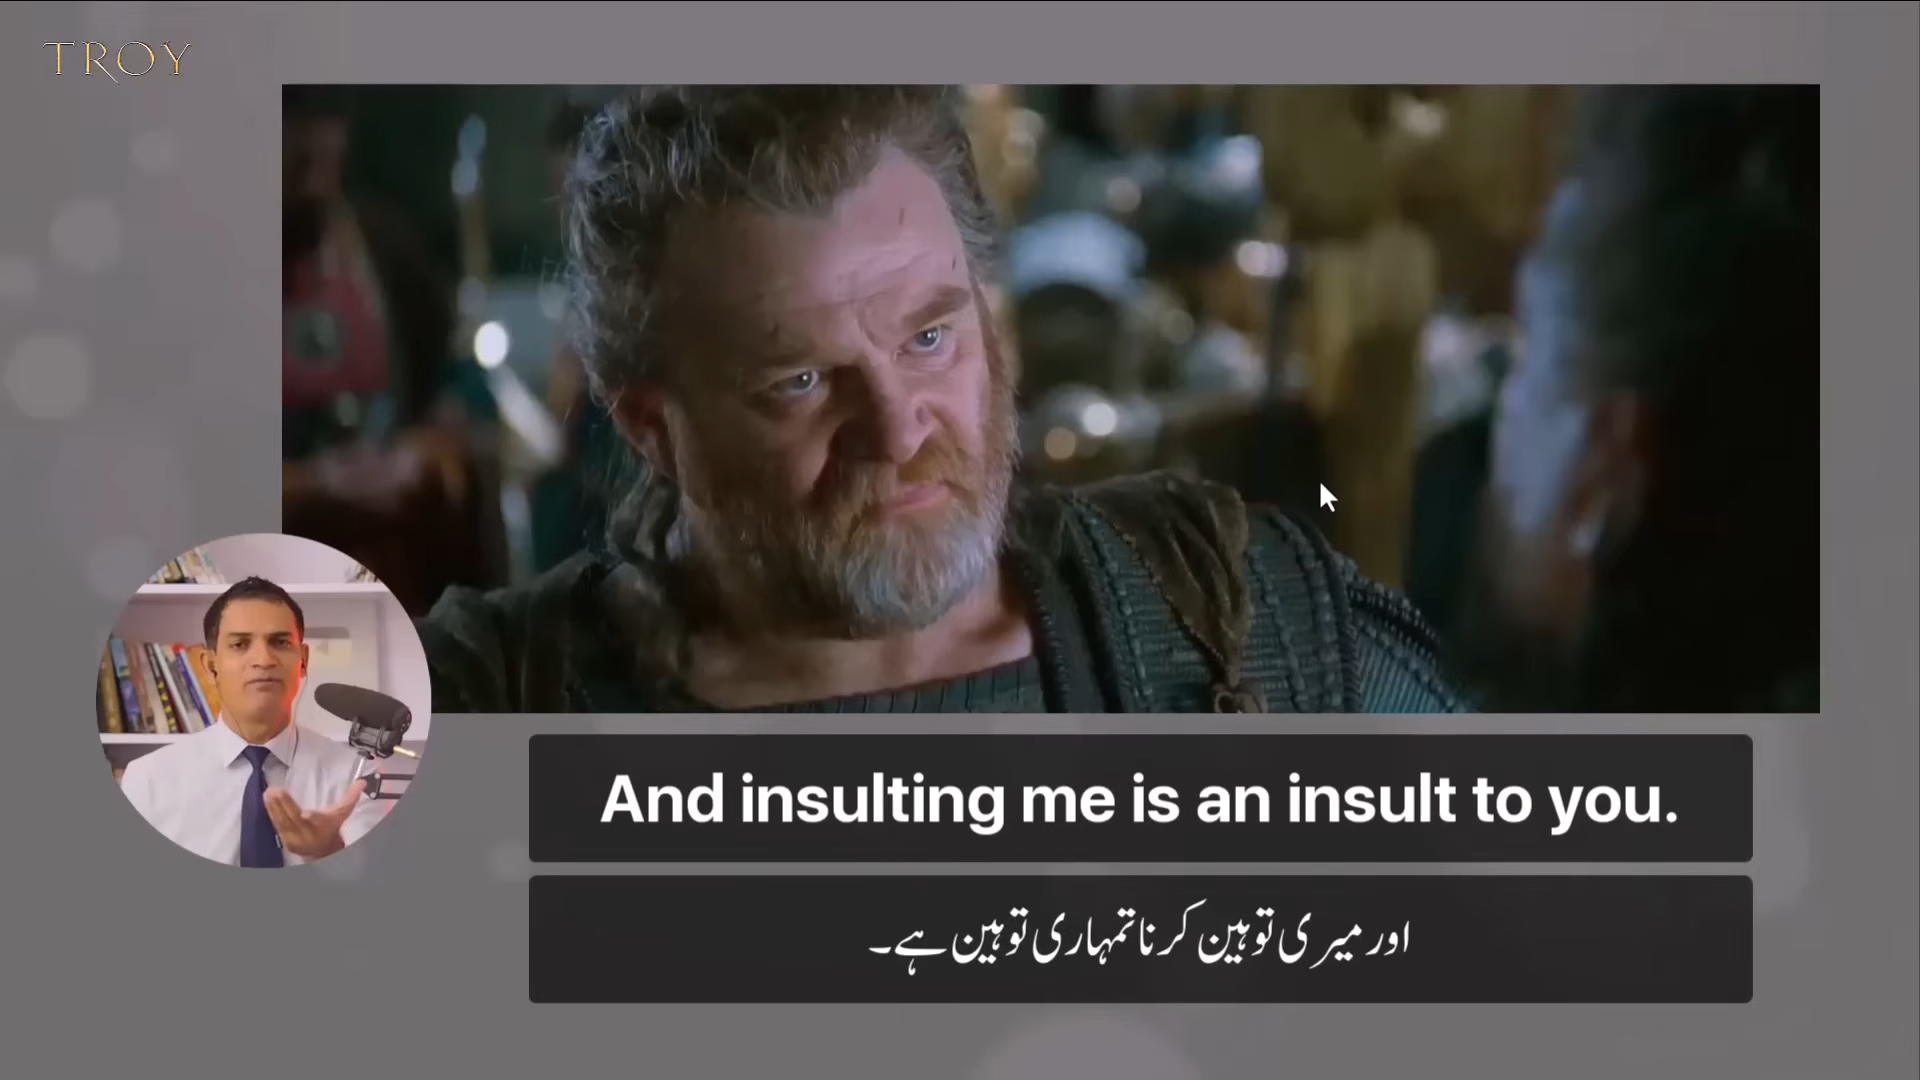 TROY
And insulting me is an insult to you.
اور میری توہین کرنا تمہاری توہین ہے۔